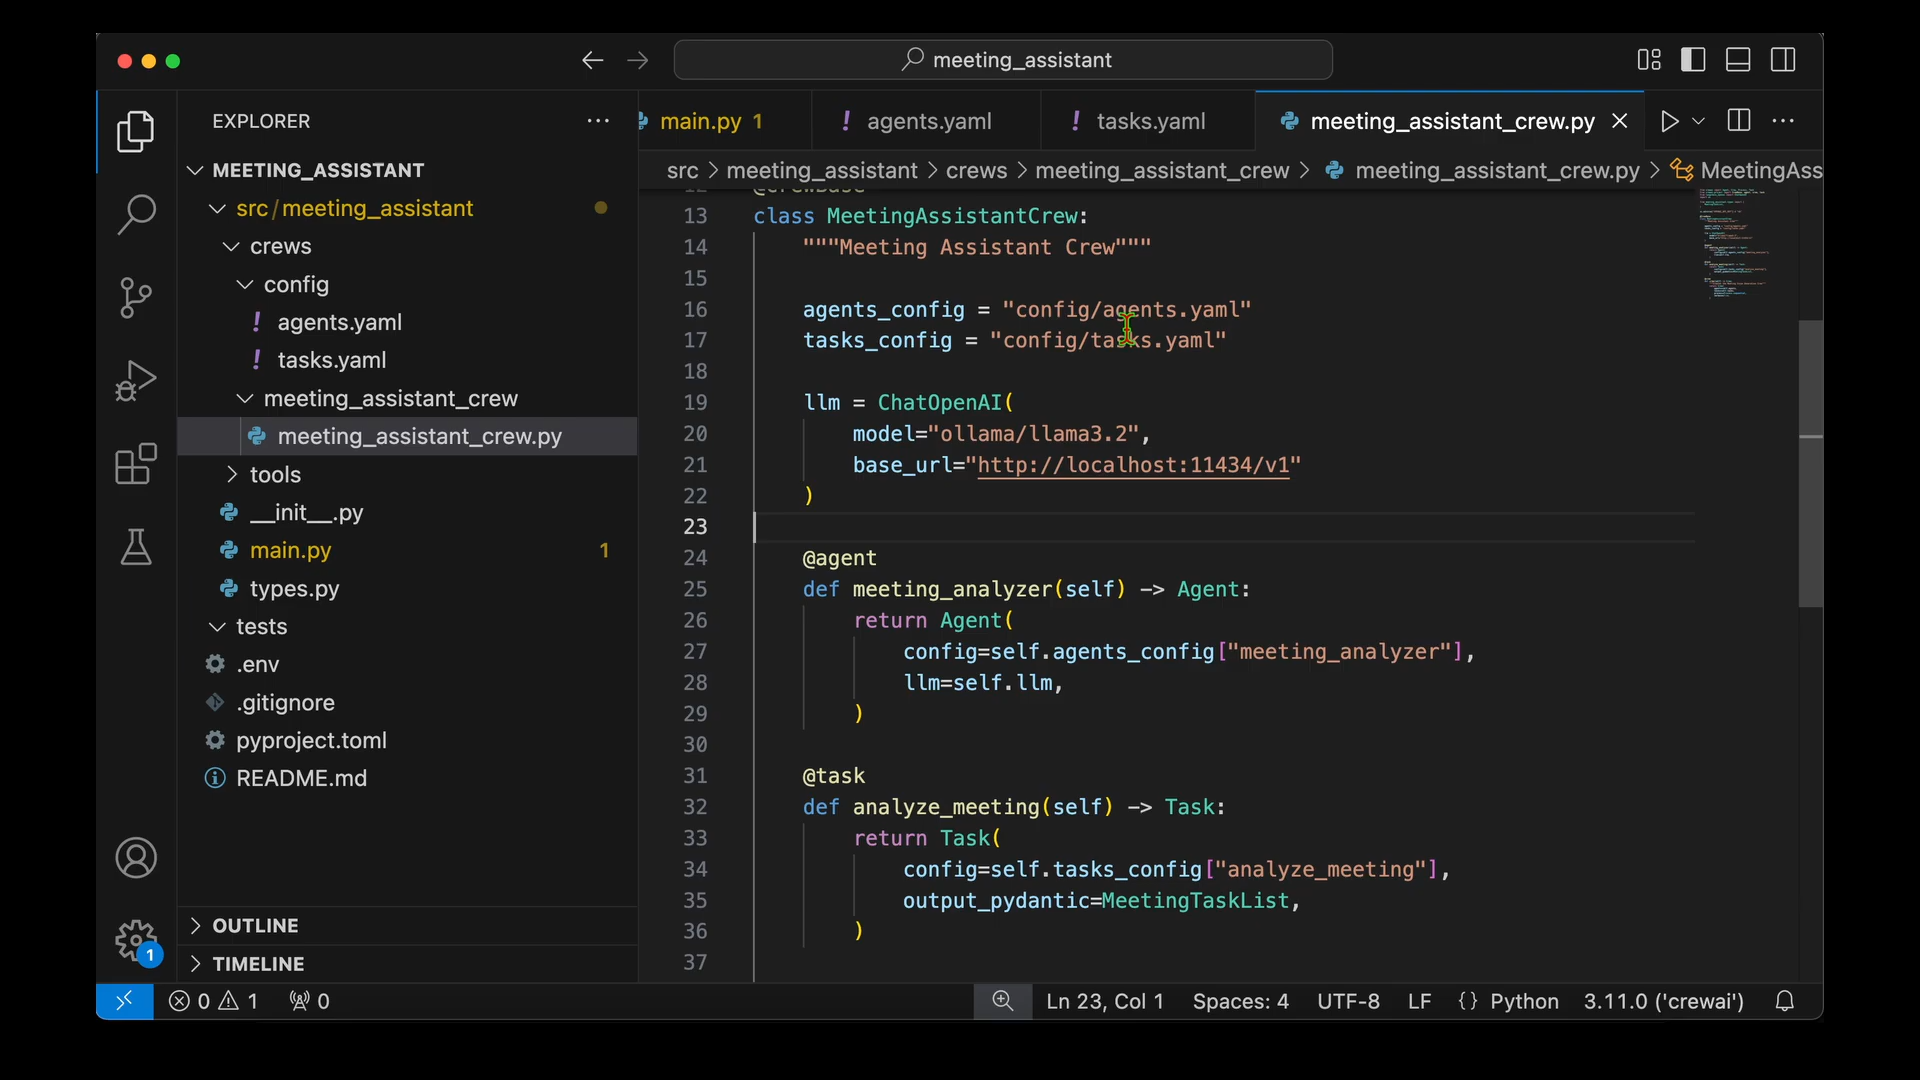 meeting_assistant
EXPLORER
main.py 1
agents.yaml
tasks.yaml
meeting_assistant_crew.py
MEETING_ASSISTANT
src/meeting_assistant
crews
config
agents.yaml
tasks.yaml
meeting_assistant_crew
meeting_assistant_crew.py
tools
__init__.py
main.py 1
types.py
tests
.env
.gitignore
pyproject.toml
README.md
OUTLINE
TIMELINE
1
src > meeting_assistant > crews > meeting_assistant_crew > meeting_assistant_crew.py > MeetingAss
12 @CrewBase
13 class MeetingAssistantCrew:
14 """Meeting Assistant Crew"""
15
16 agents_config = "config/agents.yaml"
17 tasks_config = "config/tasks.yaml"
18
19 llm = ChatOpenAI(
20 model="ollama/llama3.2",
21 base_url="http://localhost:11434/v1"
22 )
23
24 @agent
25 def meeting_analyzer(self) -> Agent:
26 return Agent(
27 config=self.agents_config["meeting_analyzer"],
28 llm=self.llm,
29 )
30
31 @task
32 def analyze_meeting(self) -> Task:
33 return Task(
34 config=self.tasks_config["analyze_meeting"],
35 output_pydantic=MeetingTaskList,
36 )
37
0 1 0 Ln 23, Col 1 Spaces: 4 UTF-8 LF {} Python 3.11.0 ('crewai')